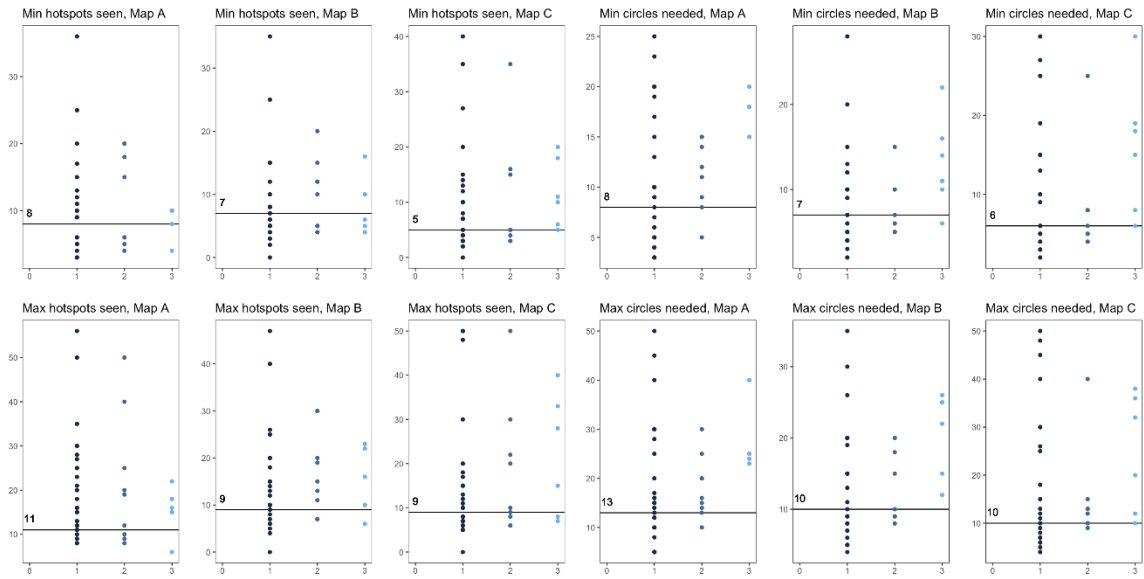 Min hotspots seen, Map A
Min hotspots seen, Map B
Min hotspots seen, Map C
Min circles needed, Map A
Min circles needed, Map B
Min circles needed, Map C
30
20
10
8
0 1 2 3
30
20
10
0
7
0 1 2 3
40
30
20
10
0
5
0 1 2 3
25
20
15
10
5
8
0 1 2 3
20
10
7
0 1 2 3
30
20
10
6
0 1 2 3
Max hotspots seen, Map A
Max hotspots seen, Map B
Max hotspots seen, Map C
Max circles needed, Map A
Max circles needed, Map B
Max circles needed, Map C
50
40
30
20
10
11
0 1 2 3
40
30
20
10
0
9
0 1 2 3
50
40
30
20
10
0
9
0 1 2 3
50
40
30
20
10
13
0 1 2 3
30
20
10
10
0 1 2 3
50
40
30
20
10
10
0 1 2 3